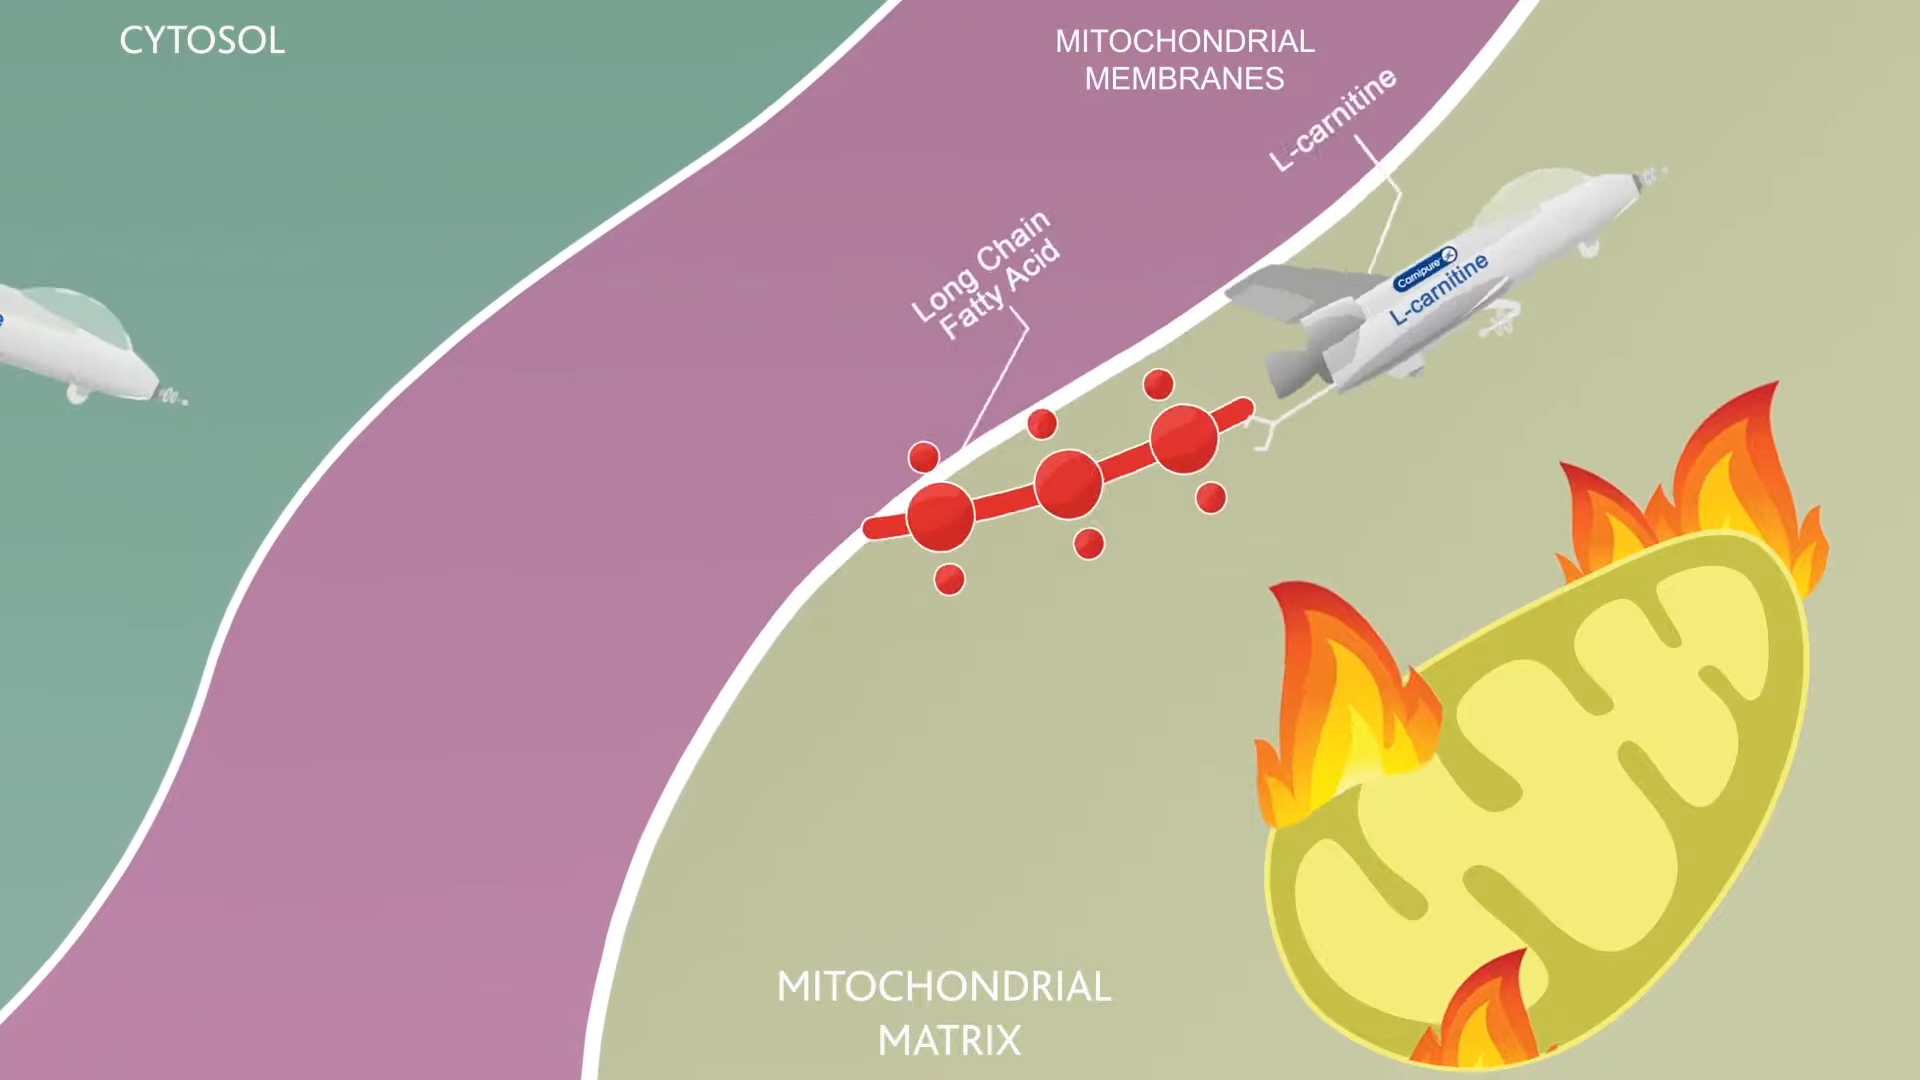 CYTOSOL
MITOCHONDRIAL
MEMBRANES
L-carnitine
Long Chain
Fatty Acid
Carnipure
L-carnitine
MITOCHONDRIAL
MATRIX